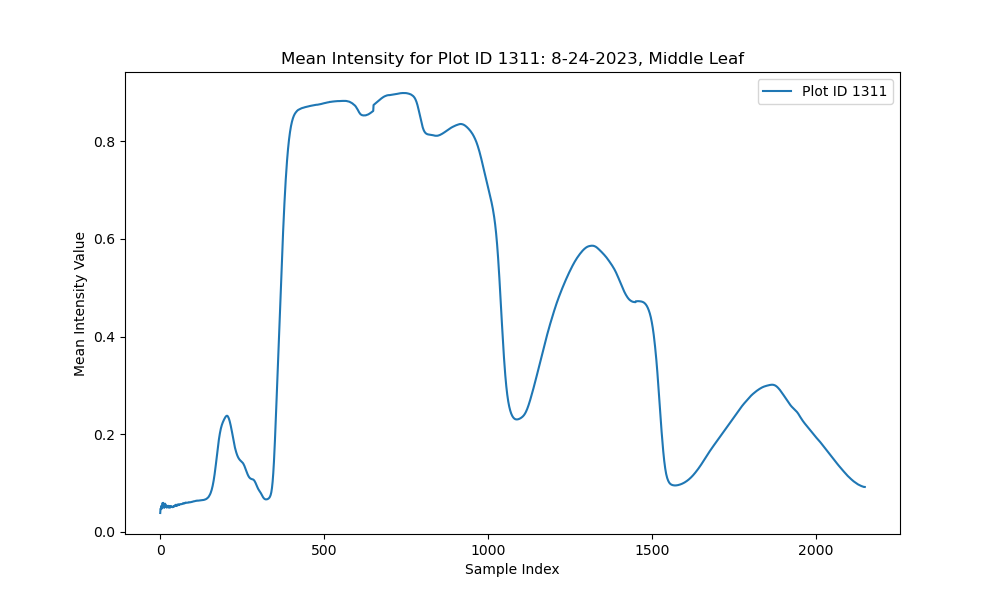 Mean Intensity for Plot ID 1311: 8-24-2023, Middle Leaf
Plot ID 1311
Mean Intensity Value
0.8
0.6
0.4
0.2
0.0
0 500 1000 1500 2000
Sample Index